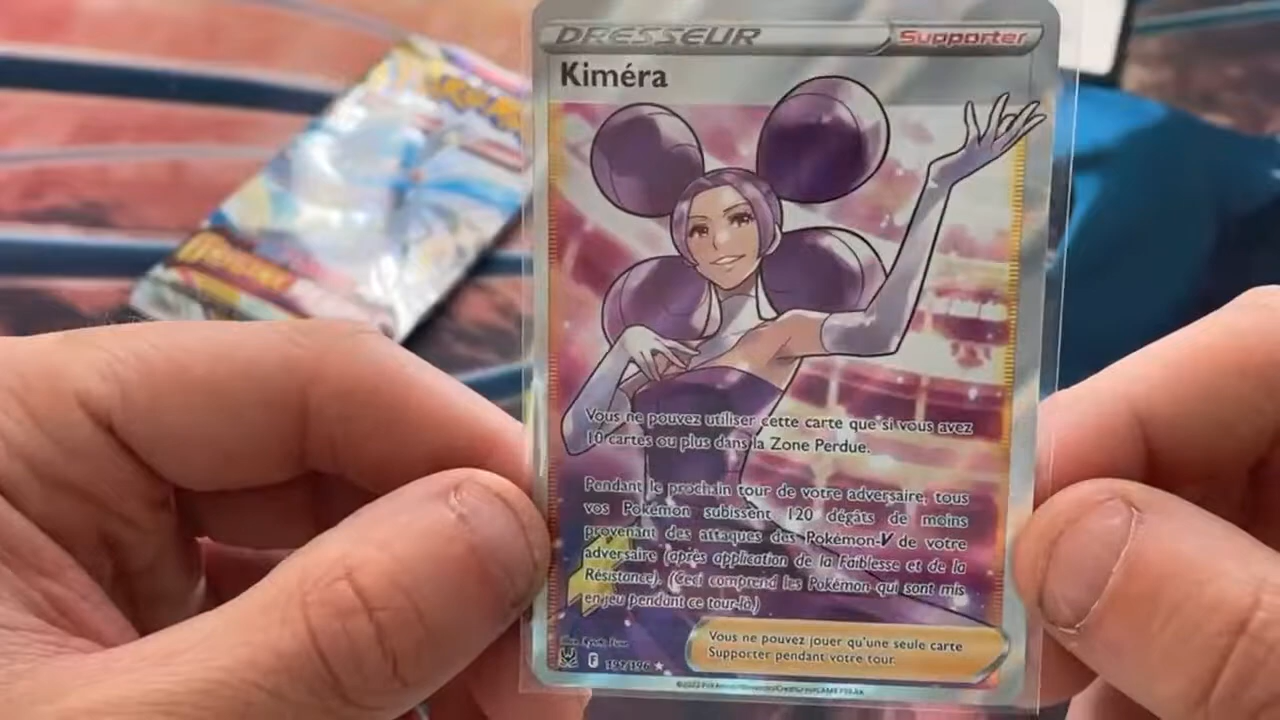 DRESSEUR Supporter
Kiméra
Vous ne pouvez utiliser cette carte que si vous avez
10 cartes ou plus dans la Zone Perdue.
Pendant le prochain tour de votre adversaire, tous
vos Pokémon subissent 120 dégâts de moins
provenant des attaques des Pokémon-V de votre
adversaire (après application de la Faiblesse et de la
Résistance). (Ceci comprend les Pokémon qui sont mis
en jeu pendant ce tour-là.)
Vous ne pouvez jouer qu'une seule carte
Supporter pendant votre tour.
Illus.
F /196
©2022